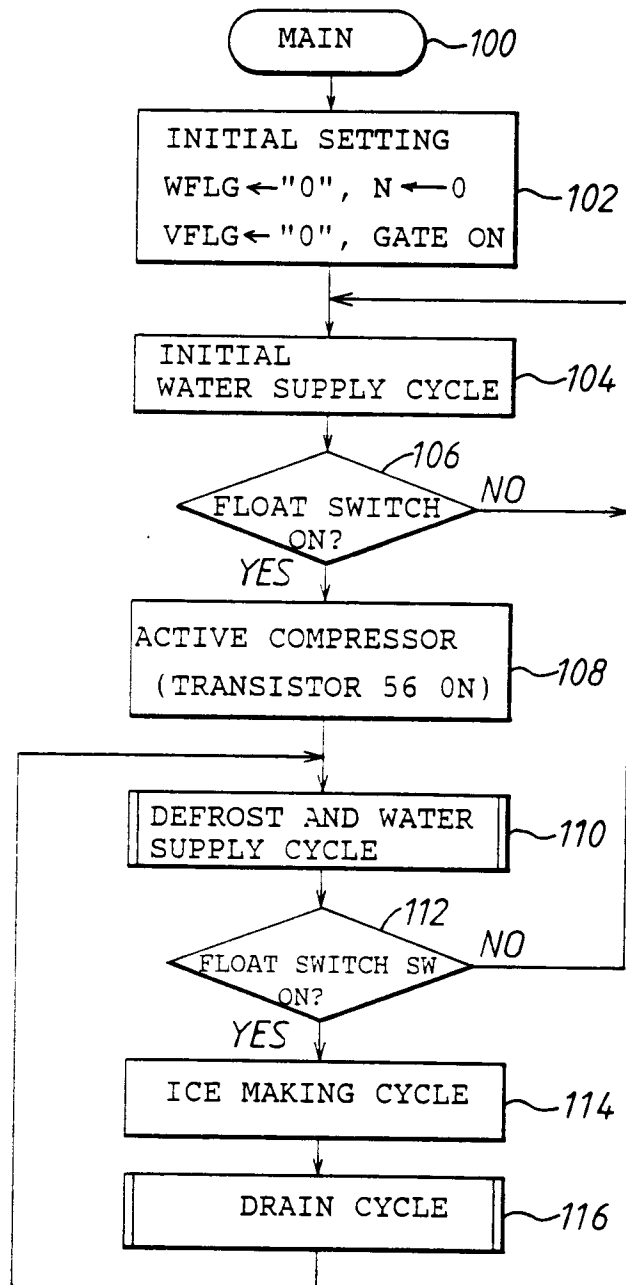 MAIN
100
INITIAL SETTING
WFLG ← "0", N ← 0
VFLG ← "0", GATE ON
102
INITIAL
WATER SUPPLY CYCLE
104
106
FLOAT SWITCH
ON?
NO
YES
ACTIVE COMPRESSOR
(TRANSISTOR 56 ON)
108
DEFROST AND WATER
SUPPLY CYCLE
110
112
FLOAT SWITCH SW
ON?
NO
YES
ICE MAKING CYCLE
114
DRAIN CYCLE
116